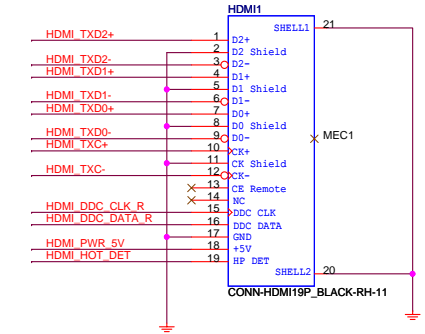 HDMI1
HDMI_TXD2+ 1 D2+ SHELL1 21
2 D2 Shield
HDMI_TXD2- 3 D2-
HDMI_TXD1+ 4 D1+
5 D1 Shield
HDMI_TXD1- 6 D1-
HDMI_TXD0+ 7 D0+
8 D0 Shield
HDMI_TXD0- 9 D0- MEC1
HDMI_TXC+ 10 CK+
11 CK Shield
HDMI_TXC- 12 CK-
13 CE Remote
14 NC
HDMI_DDC_CLK_R 15 DDC CLK
HDMI_DDC_DATA_R 16 DDC DATA
17 GND
HDMI_PWR_5V 18 +5V
HDMI_HOT_DET 19 HP DET
SHELL2 20
CONN-HDMI19P_BLACK-RH-11